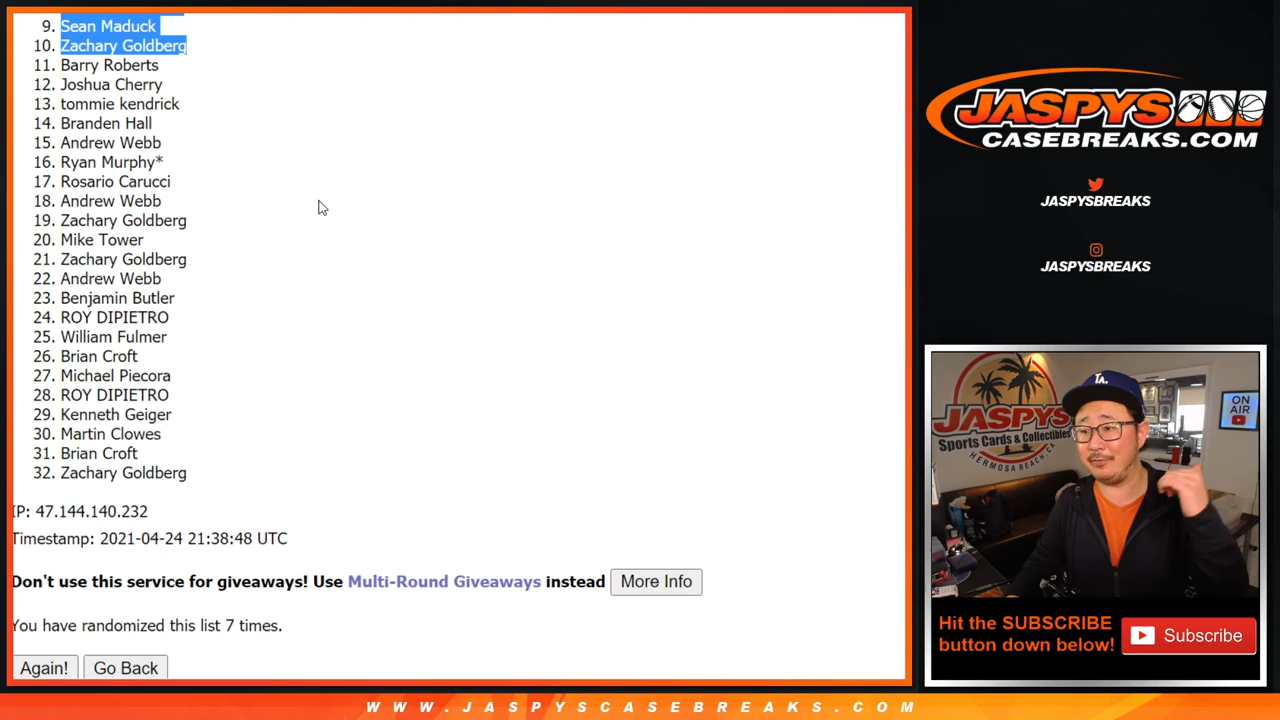 9. Sean Maduck
10. Zachary Goldberg
11. Barry Roberts
12. Joshua Cherry
13. tommie kendrick
14. Branden Hall
15. Andrew Webb
16. Ryan Murphy*
17. Rosario Carucci
18. Andrew Webb
19. Zachary Goldberg
20. Mike Tower
21. Zachary Goldberg
22. Andrew Webb
23. Benjamin Butler
24. ROY DIPIETRO
25. William Fulmer
26. Brian Croft
27. Michael Piecora
28. ROY DIPIETRO
29. Kenneth Geiger
30. Martin Clowes
31. Brian Croft
32. Zachary Goldberg
IP: 47.144.140.232
Timestamp: 2021-04-24 21:38:48 UTC
Don't use this service for giveaways! Use Multi-Round Giveaways instead More Info
You have randomized this list 7 times.
Again! Go Back
JASPYS
CASEBREAKS.COM
JASPYSBREAKS
JASPYSBREAKS
JASPYS
Sports Cards & Collectibles
HERMOSA BEACH, CA
LA
ON
AIR
Hit the SUBSCRIBE
button down below!
Subscribe
WWW.JASPYSCASEBREAKS.COM